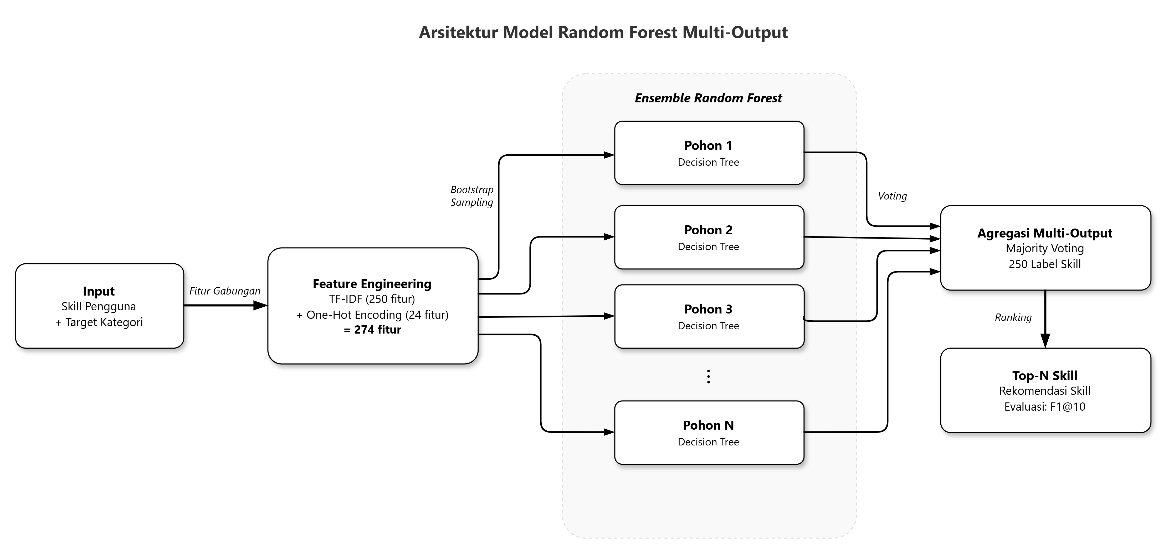 Arsitektur Model Random Forest Multi-Output
Input
Skill Pengguna
+ Target Kategori
Fitur Gabungan
Feature Engineering
TF-IDF (250 fitur)
+ One-Hot Encoding (24 fitur)
= 274 fitur
Bootstrap
Sampling
Ensemble Random Forest
Pohon 1
Decision Tree
Pohon 2
Decision Tree
Pohon 3
Decision Tree
⋮
Pohon N
Decision Tree
Voting
Agregasi Multi-Output
Majority Voting
250 Label Skill
Ranking
Top-N Skill
Rekomendasi Skill
Evaluasi: F1@10